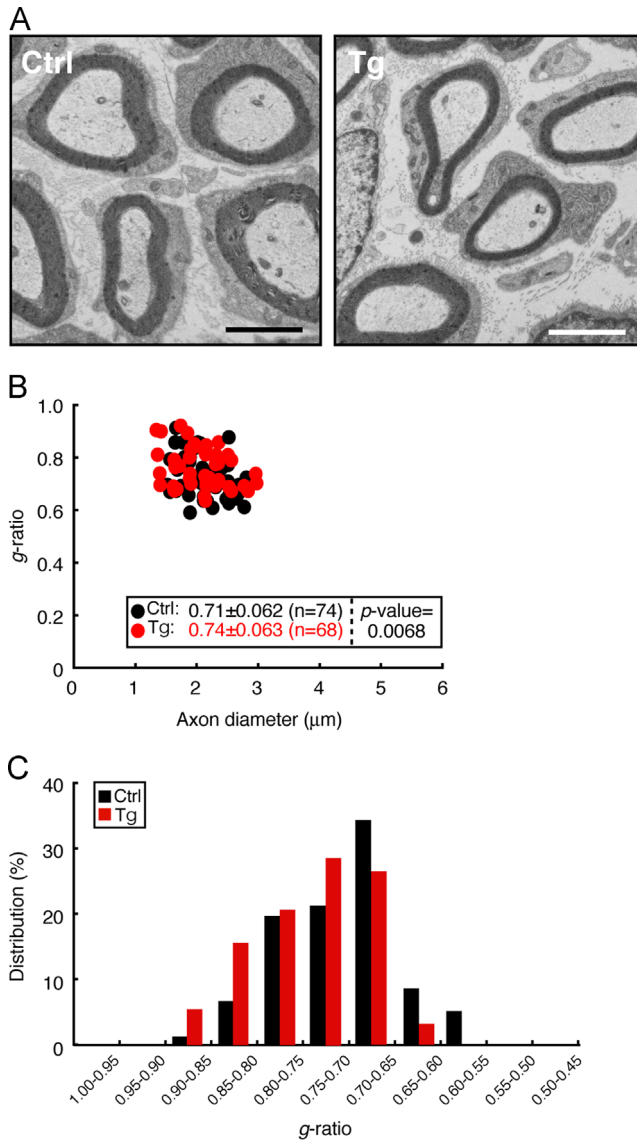 A
Ctrl
Tg
B
1.0
0.8
0.6
0.4
0.2
0
g-ratio
Ctrl: 0.71±0.062 (n=74)
Tg: 0.74±0.063 (n=68)
p-value=
0.0068
0 1 2 3 4 5 6
Axon diameter (μm)
C
40
30
20
10
0
Distribution (%)
Ctrl
Tg
1.00-0.95
0.95-0.90
0.90-0.85
0.85-0.80
0.80-0.75
0.75-0.70
0.70-0.65
0.65-0.60
0.60-0.55
0.55-0.50
0.50-0.45
g-ratio